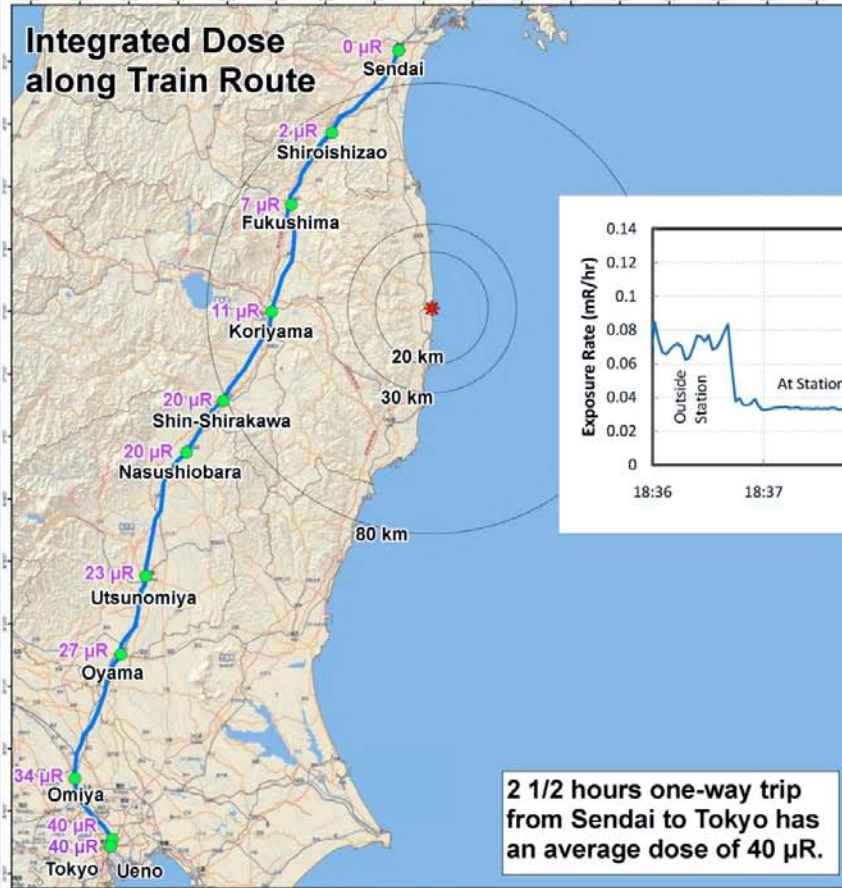 Integrated Dose
along Train Route
0 µR
Sendai
2 µR
Shiroishizao
7 µR
Fukushima
11 µR
Koriyama
20 µR
Shin-Shirakawa
20 µR
Nasushiobara
23 µR
Utsunomiya
27 µR
Oyama
34 µR
Omiya
40 µR
40 µR
Tokyo Ueno
20 km
30 km
80 km
Exposure Rate (mR/hr)
0.14
0.12
0.1
0.08
0.06
0.04
0.02
0
Outside
Station
At Station
18:36 18:37
2 1/2 hours one-way trip
from Sendai to Tokyo has
an average dose of 40 µR.